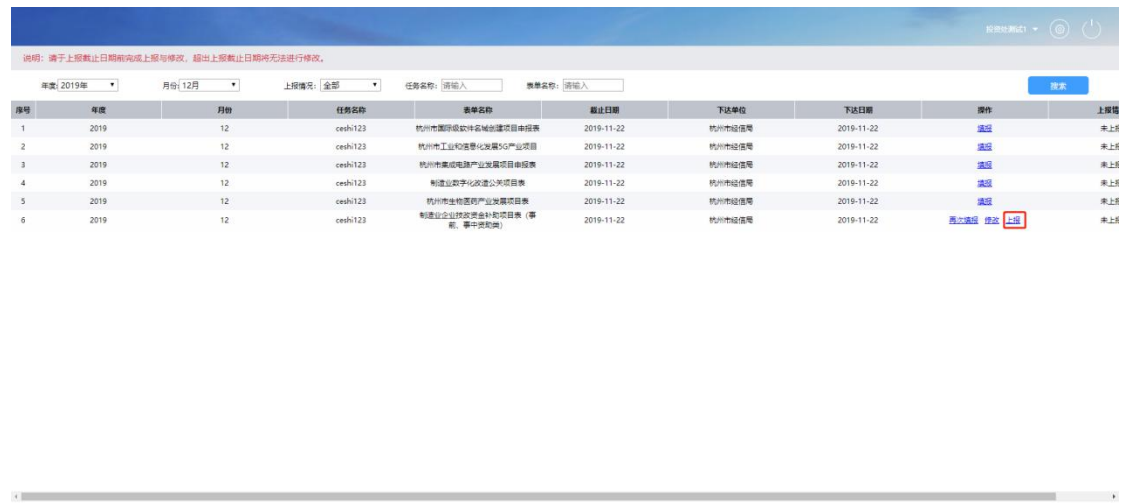 投资处测试1
说明：请于上报截止日期前完成上报与修改，超出上报截止日期将无法进行修改。
年度: 2019年 月份: 12月 上报情况: 全部 任务名称: 请输入 表单名称: 请输入 搜索
序号 年度 月份 任务名称 表单名称 截止日期 下达单位 下达日期 操作 上报情
1 2019 12 ceshi123 杭州市国际级软件名城创建项目申报表 2019-11-22 杭州市经信局 2019-11-22 填报 未上报
2 2019 12 ceshi123 杭州市工业和信息化发展5G产业项目 2019-11-22 杭州市经信局 2019-11-22 填报 未上报
3 2019 12 ceshi123 杭州市集成电路产业发展项目申报表 2019-11-22 杭州市经信局 2019-11-22 填报 未上报
4 2019 12 ceshi123 制造业数字化改造公关项目表 2019-11-22 杭州市经信局 2019-11-22 填报 未上报
5 2019 12 ceshi123 杭州市生物医药产业发展项目表 2019-11-22 杭州市经信局 2019-11-22 填报 未上报
6 2019 12 ceshi123 制造业企业技改资金补助项目表（事前、事中资助类） 2019-11-22 杭州市经信局 2019-11-22 再次填报 修改 上报 未上报